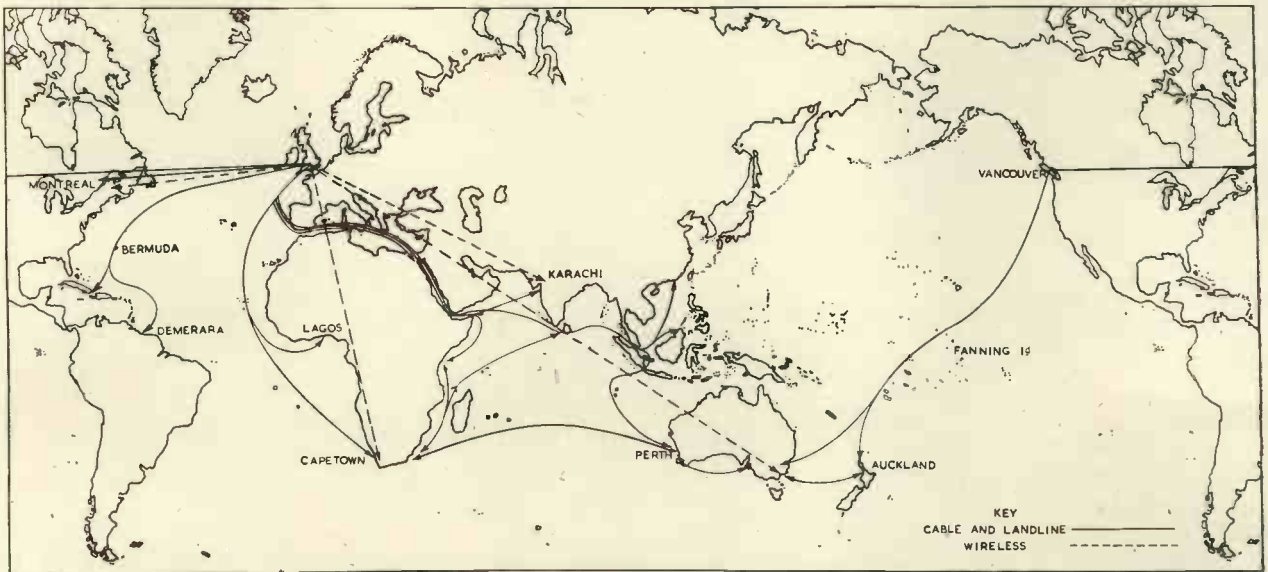 MONTREAL
VANCOUVER
BERMUDA
KARACHI
DEMERARA
LAGOS
FANNING IS
CAPETOWN
PERTH
AUCKLAND
KEY
CABLE AND LANDLINE
WIRELESS